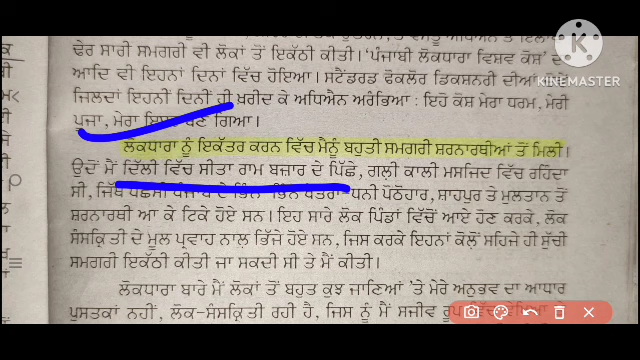 ਢੇਰ ਸਾਰੀ ਸਮਗਰੀ ਵੀ ਲੋਕਾਂ ਤੋਂ ਇਕੱਠੀ ਕੀਤੀ। 'ਪੰਜਾਬੀ ਲੋਕਧਾਰਾ ਵਿਸ਼ਵ ਕੋਸ਼' ਦ
ਆਦਿ ਵੀ ਇਹਨਾਂ ਦਿਨਾਂ ਵਿੱਚ ਹੋਇਆ। ਸਟੈਂਡਰਡ ਫੋਕਲੋਰ ਡਿਕਸ਼ਨਰੀ ਦੀਆਂ
KINEMASTER
ਜਿਲਦਾਂ ਇਹਨੀਂ ਦਿਨੀਂ ਹੀ ਖ਼ਰੀਦ ਕੇ ਅਧਿਐਨ ਅਰੰਭਿਆ : ਇਹੋ ਕੋਸ਼ ਮੇਰਾ ਧਰਮ, ਮੇਰੀ
ਪੂਜਾ, ਮੇਰਾ ਗਿਆ।
ਲੋਕਧਾਰਾ ਨੂੰ ਇਕੱਤਰ ਕਰਨ ਵਿੱਚ ਮੈਨੂੰ ਬਹੁਤੀ ਸਮਗਰੀ ਸ਼ਰਨਾਰਥੀਆਂ ਤੋਂ ਮਿਲੀ।
ਉਦੋਂ ਮੈਂ ਦਿੱਲੀ ਵਿੱਚ ਸੀਤਾ ਰਾਮ ਬਜ਼ਾਰ ਦੇ ਪਿੱਛੇ, ਗਲੀ ਕਾਲੀ ਮਸਜਿਦ ਵਿੱਚ ਰਹਿੰਦਾ
ਸੀ, ਜਿੱਥੇ ਪੋਠੋਹਾਰ, ਸ਼ਾਹਪੁਰ ਤੇ ਮੁਲਤਾਨ ਤੋਂ
ਸ਼ਰਨਾਰਥੀ ਆ ਕੇ ਟਿਕੇ ਹੋਏ ਸਨ। ਇਹ ਸਾਰੇ ਲੋਕ ਪਿੰਡਾਂ ਵਿੱਚੋਂ ਆਏ ਹੋਣ ਕਰਕੇ, ਲੋਕ
ਸੰਸਕ੍ਰਿਤੀ ਦੇ ਮੂਲ ਪ੍ਰਵਾਹ ਨਾਲ ਭਿੱਜੇ ਹੋਏ ਸਨ, ਜਿਸ ਕਰਕੇ ਇਹਨਾਂ ਕੋਲੋਂ ਸਹਿਜੇ ਹੀ ਸੁੱਚੀ
ਸਮਗਰੀ ਇਕੱਠੀ ਕੀਤੀ ਜਾ ਸਕਦੀ ਸੀ ਤੇ ਮੈਂ ਕੀਤੀ।
ਲੋਕਧਾਰਾ ਬਾਰੇ ਮੈਂ ਲੋਕਾਂ ਤੋਂ ਬਹੁਤ ਕੁਝ ਜਾਣਿਆ 'ਤੇ ਮੇਰੇ ਅਨੁਭਵ ਦਾ ਆਧਾਰ
ਪੁਸਤਕਾਂ ਨਹੀਂ, ਲੋਕ-ਸੰਸਕ੍ਰਿਤੀ ਰਹੀ ਹੈ, ਜਿਸ ਨੂੰ ਮੈਂ ਸਜੀਵ ਰੂਪ